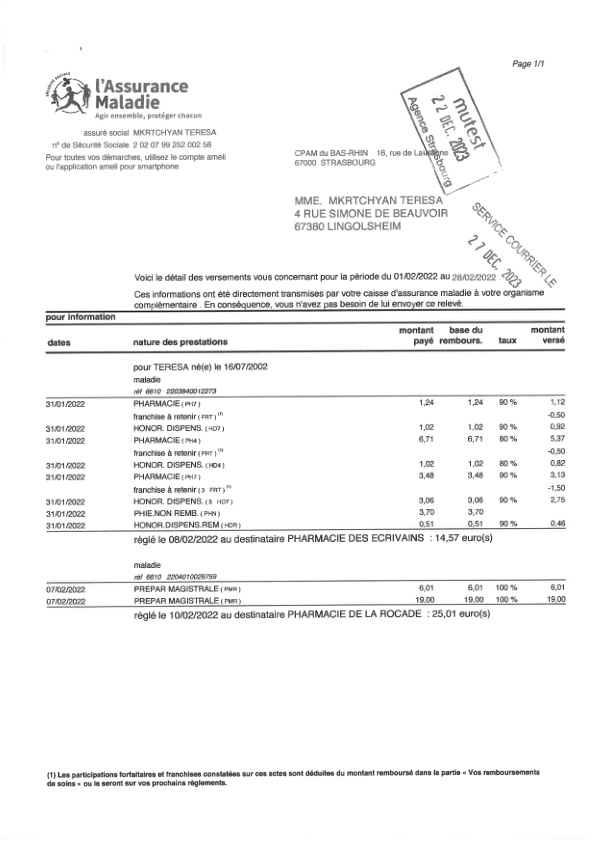 Page 1/1
SÉCURITÉ SOCIALE
l'Assurance
Maladie
Agir ensemble, protéger chacun
mutest
22 DEC. 2023
Agence Strasbourg
assuré social MKRTCHYAN TERESA
n° de Sécurité Sociale 2 02 07 99 252 002 58
Pour toutes vos démarches, utilisez le compte ameli
ou l'application ameli pour smartphone
CPAM du BAS-RHIN 16, rue de Lausanne
67000 STRASBOURG
MME. MKRTCHYAN TERESA
4 RUE SIMONE DE BEAUVOIR
67380 LINGOLSHEIM
SERVICE COURRIER LE
27 DEC. 2023
Voici le détail des versements vous concernant pour la période du 01/02/2022 au 28/02/2022 .
Ces informations ont été directement transmises par votre caisse d'assurance maladie à votre organisme
complémentaire . En conséquence, vous n'avez pas besoin de lui envoyer ce relevé.
pour information
dates nature des prestations montant payé base du rembours. taux montant versé
pour TERESA né(e) le 16/07/2002
maladie
réf 6610 2203840012273
31/01/2022 PHARMACIE ( PH7 ) 1,24 1,24 90 % 1,12
franchise à retenir ( FRT ) (1) -0,50
31/01/2022 HONOR. DISPENS. ( HD7 ) 1,02 1,02 90 % 0,92
31/01/2022 PHARMACIE ( PH4 ) 6,71 6,71 80 % 5,37
franchise à retenir ( FRT ) (1) -0,50
31/01/2022 HONOR. DISPENS. ( HD4 ) 1,02 1,02 80 % 0,82
31/01/2022 PHARMACIE ( PH7 ) 3,48 3,48 90 % 3,13
franchise à retenir ( 3 FRT ) (1) -1,50
31/01/2022 HONOR. DISPENS. ( 3 HD7 ) 3,06 3,06 90 % 2,75
31/01/2022 PHIE.NON REMB. ( PHN ) 3,70 3,70
31/01/2022 HONOR.DISPENS.REM ( HDR ) 0,51 0,51 90 % 0,46
réglé le 08/02/2022 au destinataire PHARMACIE DES ECRIVAINS : 14,57 euro(s)
maladie
réf 6610 2204010029759
07/02/2022 PREPAR MAGISTRALE ( PMR ) 6,01 6,01 100 % 6,01
07/02/2022 PREPAR MAGISTRALE ( PMR ) 19,00 19,00 100 % 19,00
réglé le 10/02/2022 au destinataire PHARMACIE DE LA ROCADE : 25,01 euro(s)
(1) Les participations forfaitaires et franchises constatées sur ces actes sont déduites du montant remboursé dans la partie « Vos remboursements
de soins » ou le seront sur vos prochains règlements.